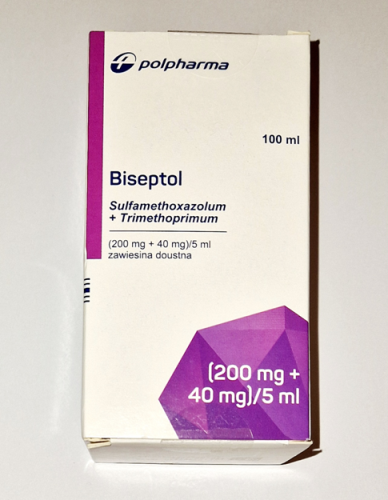 polpharma
100 ml
Biseptol
Sulfamethoxazolum
+ Trimethoprimum
(200 mg + 40 mg)/5 ml
zawiesina doustna
(200 mg +
40 mg)/5 ml